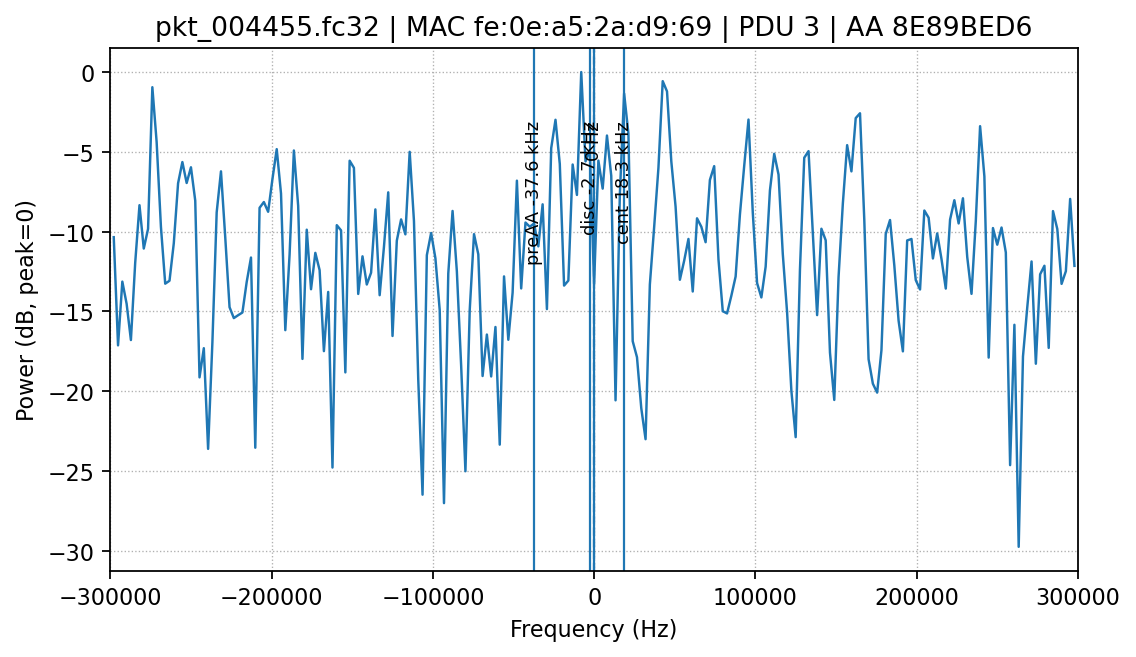 pkt_004455.fc32 | MAC fe:0e:a5:2a:d9:69 | PDU 3 | AA 8E89BED6
Power (dB, peak=0)
0
−5
−10
−15
−20
−25
−30
preAA -37.6 kHz
disc -2.7 kHz
cent 18.3 kHz
−300000
−200000
−100000
0
100000
200000
300000
Frequency (Hz)